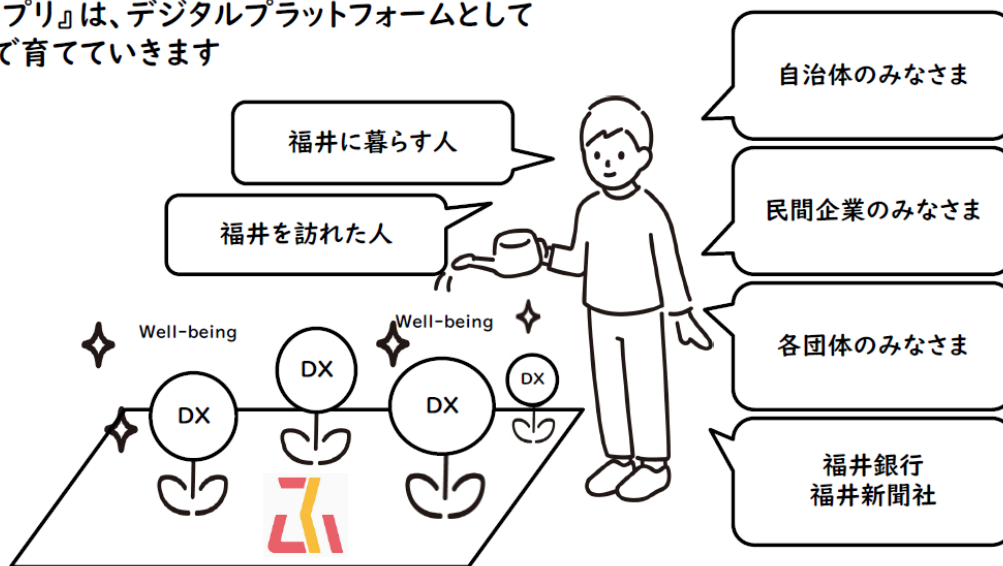 プリ』は、デジタルプラットフォームとして
で育てていきます
自治体のみなさま
福井に暮らす人
民間企業のみなさま
福井を訪れた人
Well-being
Well-being
各団体のみなさま
DX
DX
DX
DX
福井銀行
福井新聞社